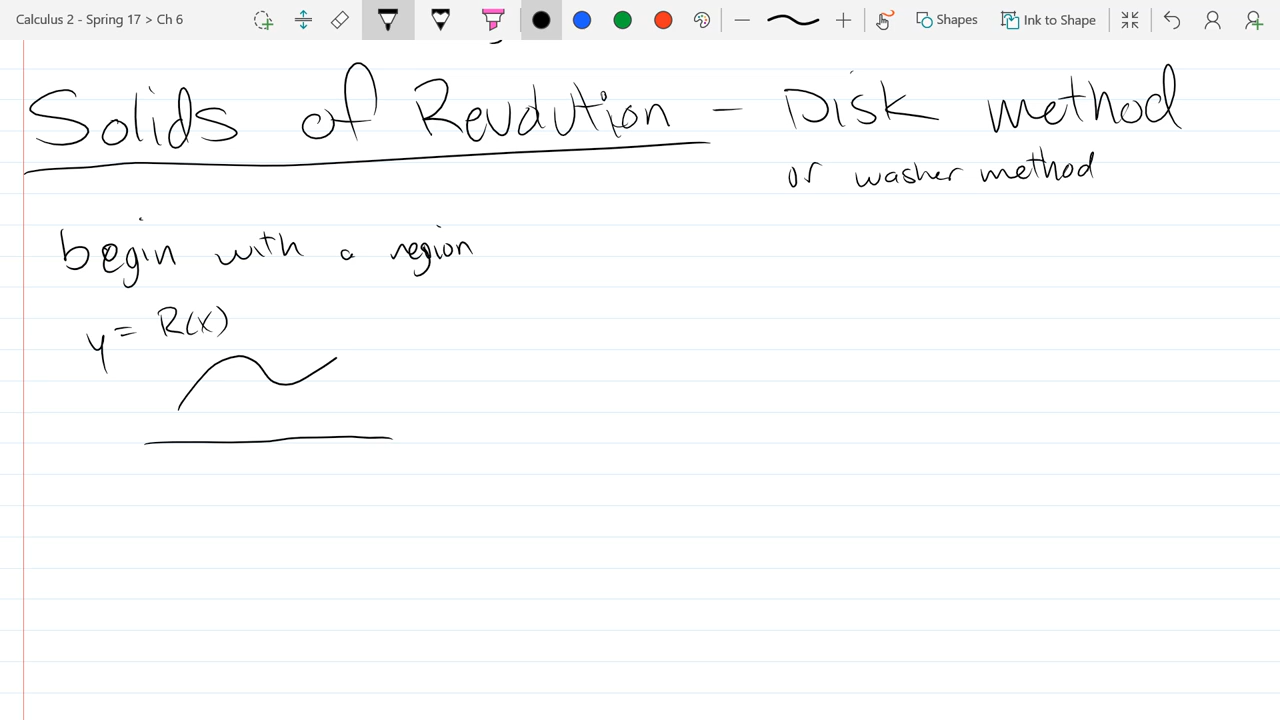 Calculus 2 - Spring 17 > Ch 6
Shapes
Ink to Shape
Solids of Revolution - Disk method
or washer method
begin with a region
y = R(x)